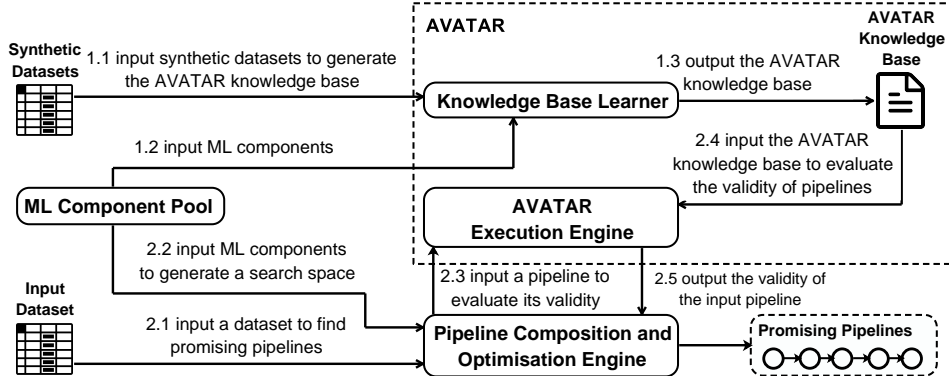 AVATAR
AVATAR
Knowledge
Base
Synthetic
Datasets
1.1 input synthetic datasets to generate
the AVATAR knowledge base
Knowledge Base Learner
1.3 output the AVATAR
knowledge base
1.2 input ML components
2.4 input the AVATAR
knowledge base to evaluate
the validity of pipelines
ML Component Pool
AVATAR
Execution Engine
2.2 input ML components
to generate a search space
2.3 input a pipeline to
evaluate its validity
2.5 output the validity of
the input pipeline
Input
Dataset
2.1 input a dataset to find
promising pipelines
Pipeline Composition and
Optimisation Engine
Promising Pipelines